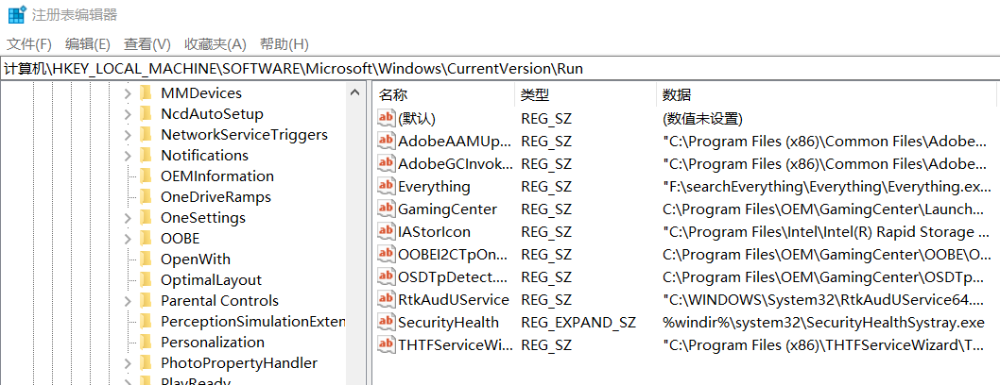 注册表编辑器
文件(F) 编辑(E) 查看(V) 收藏夹(A) 帮助(H)
计算机\HKEY_LOCAL_MACHINE\SOFTWARE\Microsoft\Windows\CurrentVersion\Run
MMDevices
NcdAutoSetup
NetworkServiceTriggers
Notifications
OEMInformation
OneDriveRamps
OneSettings
OOBE
OpenWith
OptimalLayout
Parental Controls
PerceptionSimulationExten
Personalization
PhotoPropertyHandler
PlayReady
名称 类型 数据
(默认) REG_SZ (数值未设置)
AdobeAAMUp... REG_SZ "C:\Program Files (x86)\Common Files\Adobe...
AdobeGCInvok... REG_SZ "C:\Program Files (x86)\Common Files\Adobe...
Everything REG_SZ "F:\searchEverything\Everything\Everything.ex...
GamingCenter REG_SZ C:\Program Files\OEM\GamingCenter\Launch...
IAStorIcon REG_SZ "C:\Program Files\Intel\Intel(R) Rapid Storage ...
OOBEI2CTpOn... REG_SZ C:\Program Files\OEM\GamingCenter\OOBE\O...
OSDTpDetect.... REG_SZ C:\Program Files\OEM\GamingCenter\OSDTp...
RtkAudUService REG_SZ "C:\WINDOWS\System32\RtkAudUService64....
SecurityHealth REG_EXPAND_SZ %windir%\system32\SecurityHealthSystray.exe
THTFServiceWi... REG_SZ "C:\Program Files (x86)\THTFServiceWizard\T...